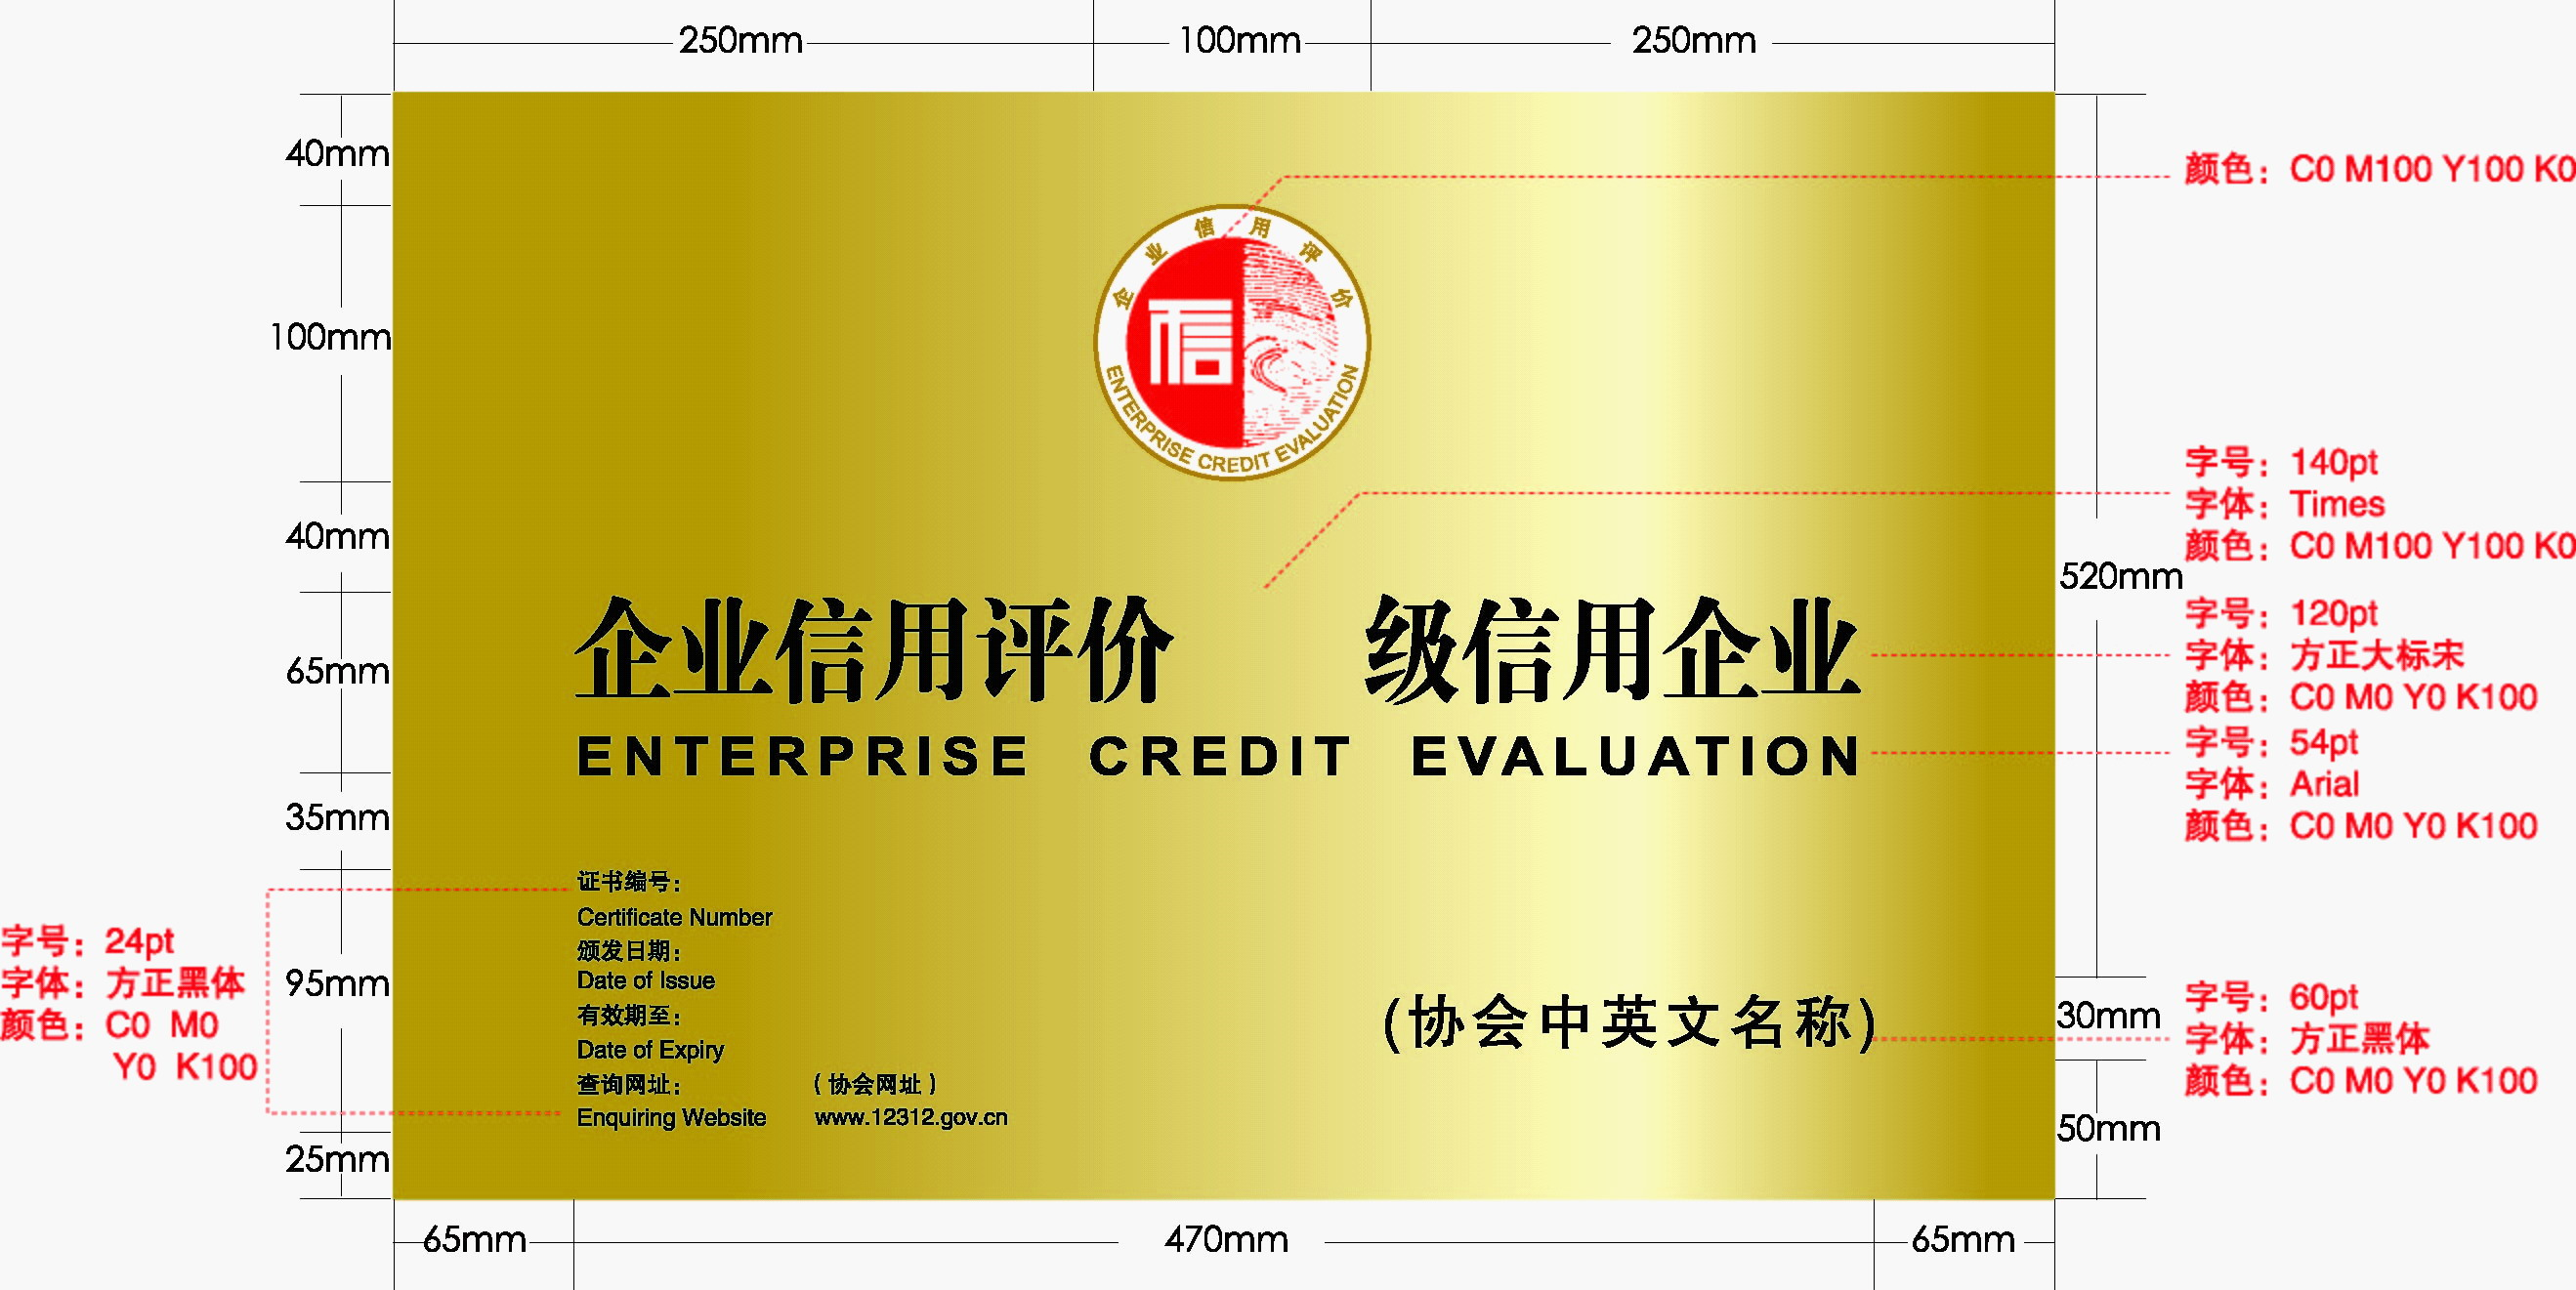 250mm 100mm 250mm
40mm
颜色：C0 M100 Y100 K0
企业信用评价
信
ENTERPRISE CREDIT EVALUATION
100mm
40mm
字号：140pt
字体：Times
颜色：C0 M100 Y100 K0
520mm
企业信用评价 级信用企业
65mm
字号：120pt
字体：方正大标宋
颜色：C0 M0 Y0 K100
ENTERPRISE CREDIT EVALUATION
字号：54pt
字体：Arial
颜色：C0 M0 Y0 K100
35mm
证书编号：
Certificate Number
颁发日期：
Date of Issue
有效期至：
Date of Expiry
查询网址： （协会网址）
Enquiring Website www.12312.gov.cn
字号：24pt
字体：方正黑体
颜色：C0 M0
Y0 K100
95mm
(协会中英文名称)
30mm
字号：60pt
字体：方正黑体
颜色：C0 M0 Y0 K100
50mm
25mm
65mm 470mm 65mm